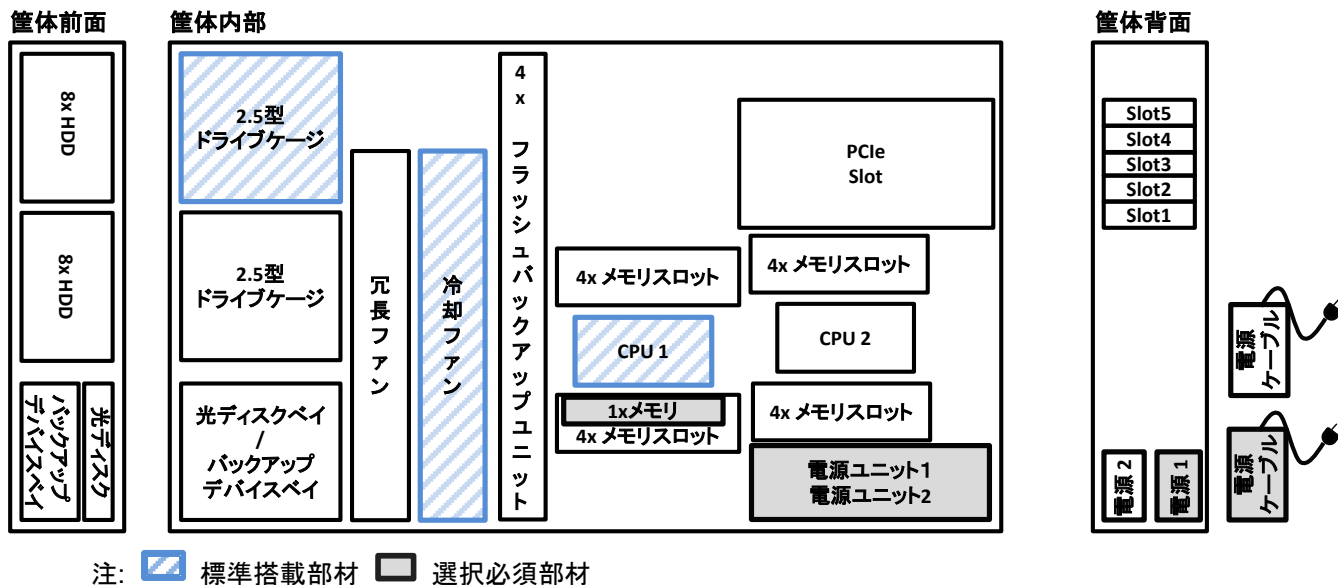 筐体前面
8x HDD
8x HDD
バックアップ
デバイスベイ
光ディスク
筐体内部
2.5型
ドライブケージ
2.5型
ドライブケージ
光ディスクベイ
/
バックアップ
デバイスベイ
冗長ファン
冷却ファン
4x フラッシュバックアップユニット
4x メモリスロット
CPU 1
1xメモリ
4x メモリスロット
PCIe
Slot
4x メモリスロット
CPU 2
4x メモリスロット
電源ユニット1
電源ユニット2
筐体背面
Slot5
Slot4
Slot3
Slot2
Slot1
電源 2
電源 1
電源
ケーブル
電源
ケーブル
注: 標準搭載部材 選択必須部材